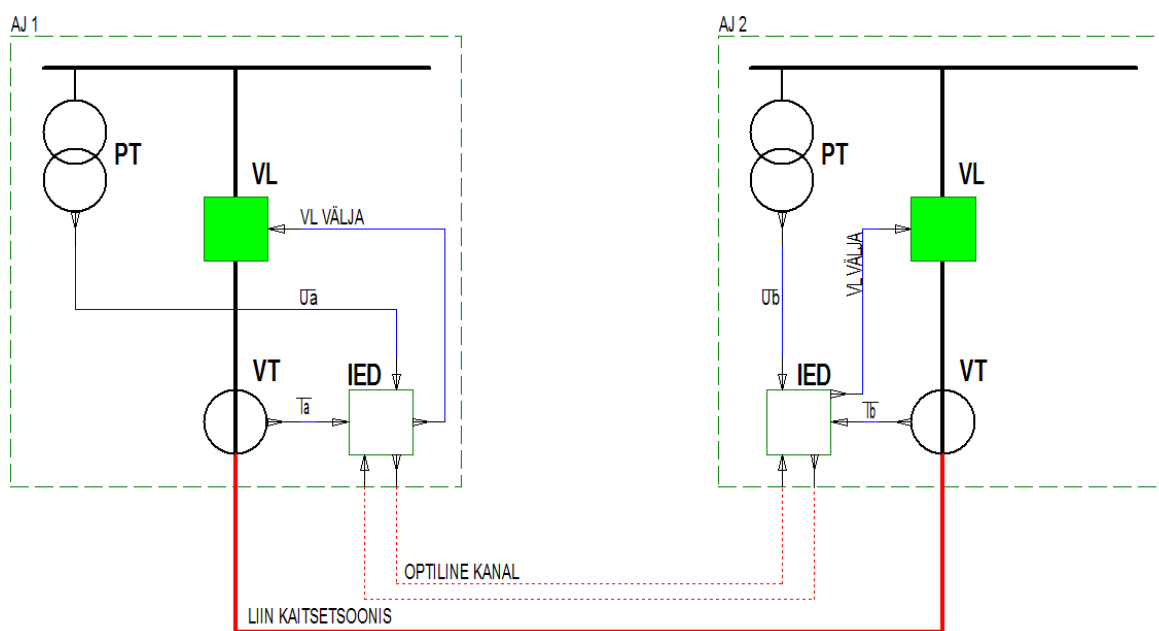 AJ 1
AJ 2
PT
VL
VL VÄLJA
Ua
VT
IED
Ia
PT
VL
VL VÄLJA
Ub
IED
VT
Ib
OPTILINE KANAL
LIIN KAITSETSOONIS